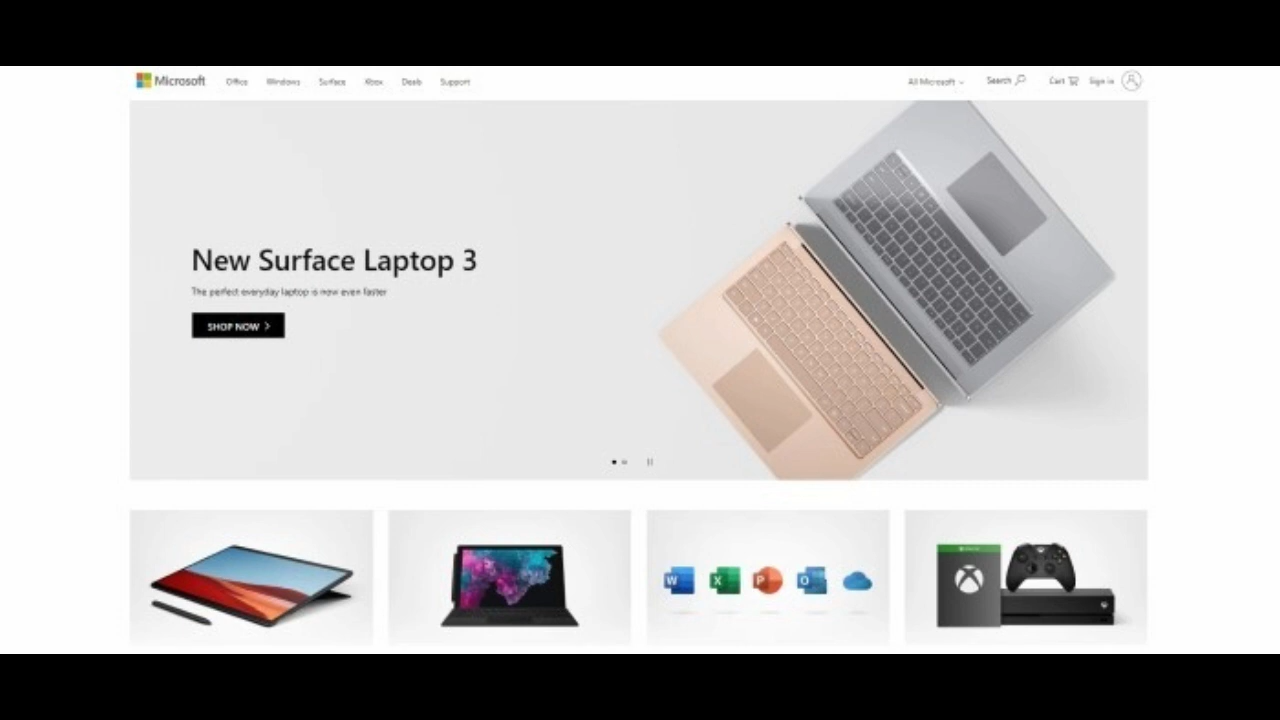 Microsoft Office Windows Surface Xbox Deals Support All Microsoft Search Cart Sign in
New Surface Laptop 3
The perfect everyday laptop is now even faster
SHOP NOW
W X P O